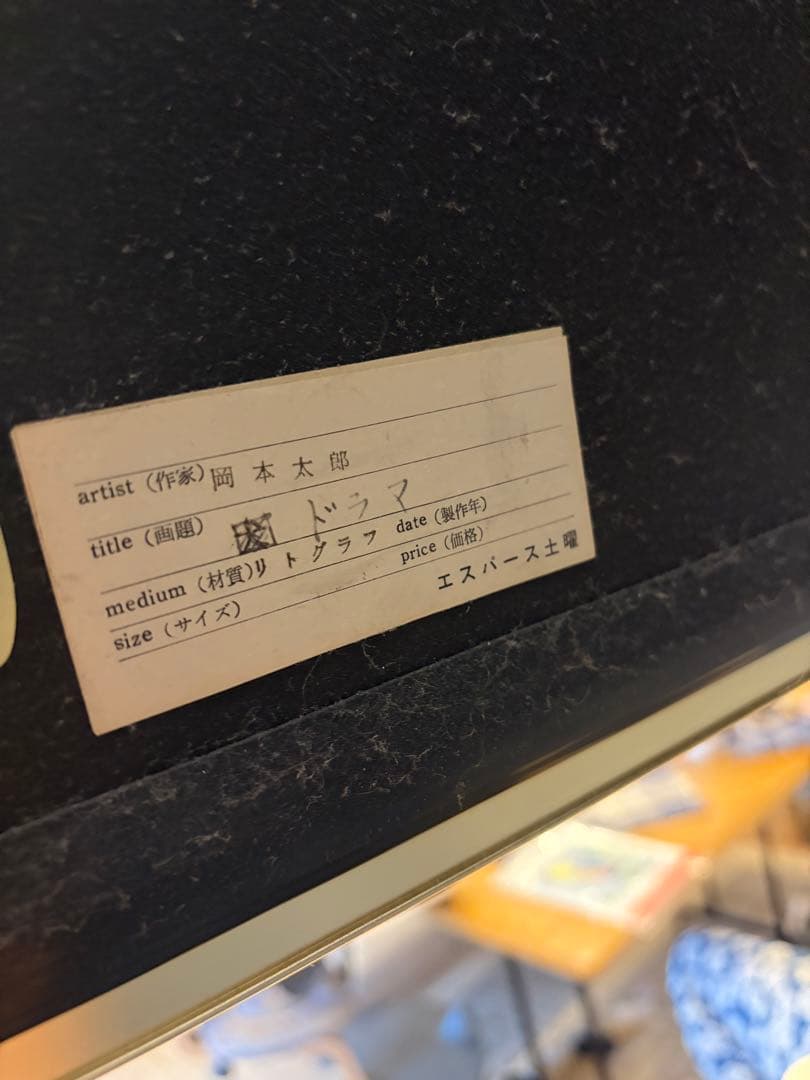 artist（作家）岡本太郎
title（画題） ドラマ
medium（材質）リトグラフ date（製作年）
size（サイズ） price（価格）
エスパース土曜